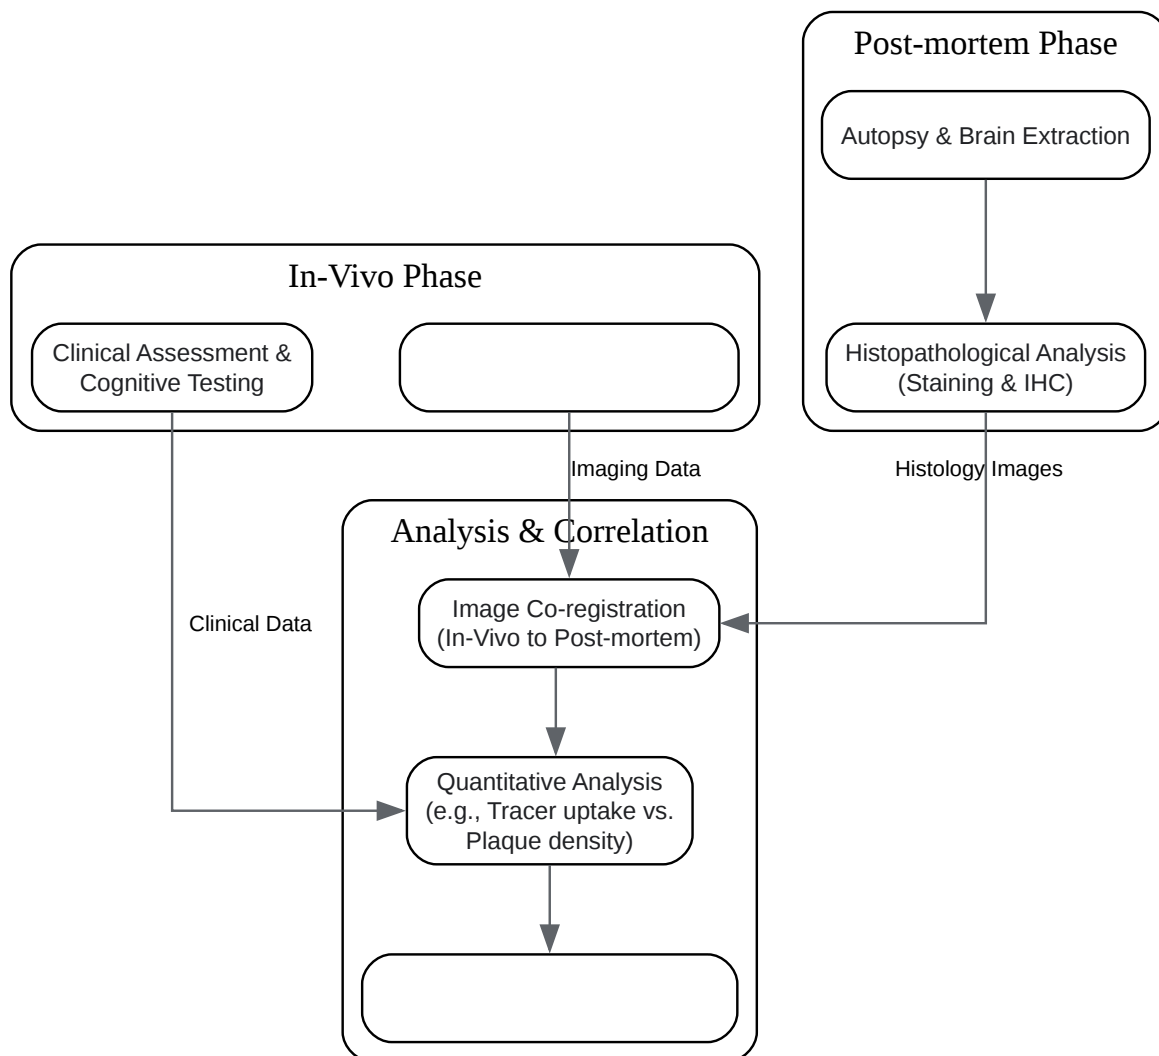 Post-mortem Phase
Autopsy & Brain Extraction
In-Vivo Phase
Clinical Assessment &
Cognitive Testing
Histopathological Analysis
(Staining & IHC)
Imaging Data
Histology Images
Analysis & Correlation
Image Co-registration
(In-Vivo to Post-mortem)
Clinical Data
Quantitative Analysis
(e.g., Tracer uptake vs.
Plaque density)